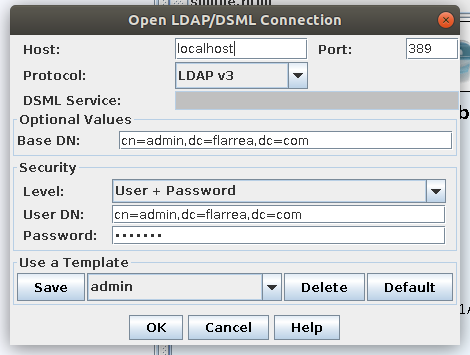 Open LDAP/DSML Connection
Host: localhost Port: 389
Protocol: LDAP v3
DSML Service:
Optional Values
Base DN: cn=admin,dc=flarrea,dc=com
Security
Level: User + Password
User DN: cn=admin,dc=flarrea,dc=com
Password: •••••••
Use a Template
Save admin Delete Default
OK Cancel Help